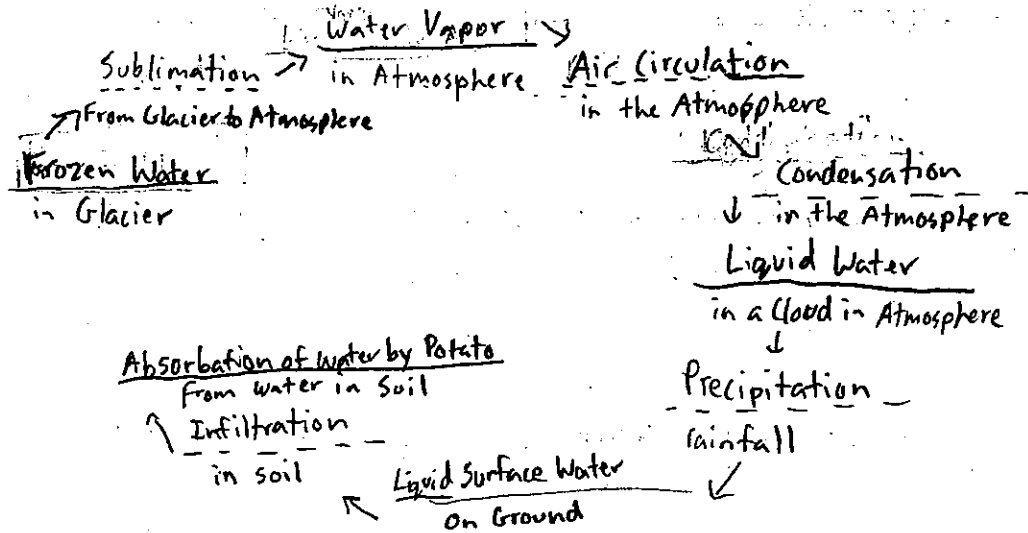 Frozen Water
in Glacier
Sublimation
From Glacier to Atmosphere
Water Vapor
in Atmosphere
Air Circulation
in the Atmosphere
Condensation
in the Atmosphere
Liquid Water
in a Cloud in Atmosphere
Precipitation
rainfall
Liquid Surface Water
on Ground
Infiltration
in soil
Absorbation of water by Potato
From water in Soil